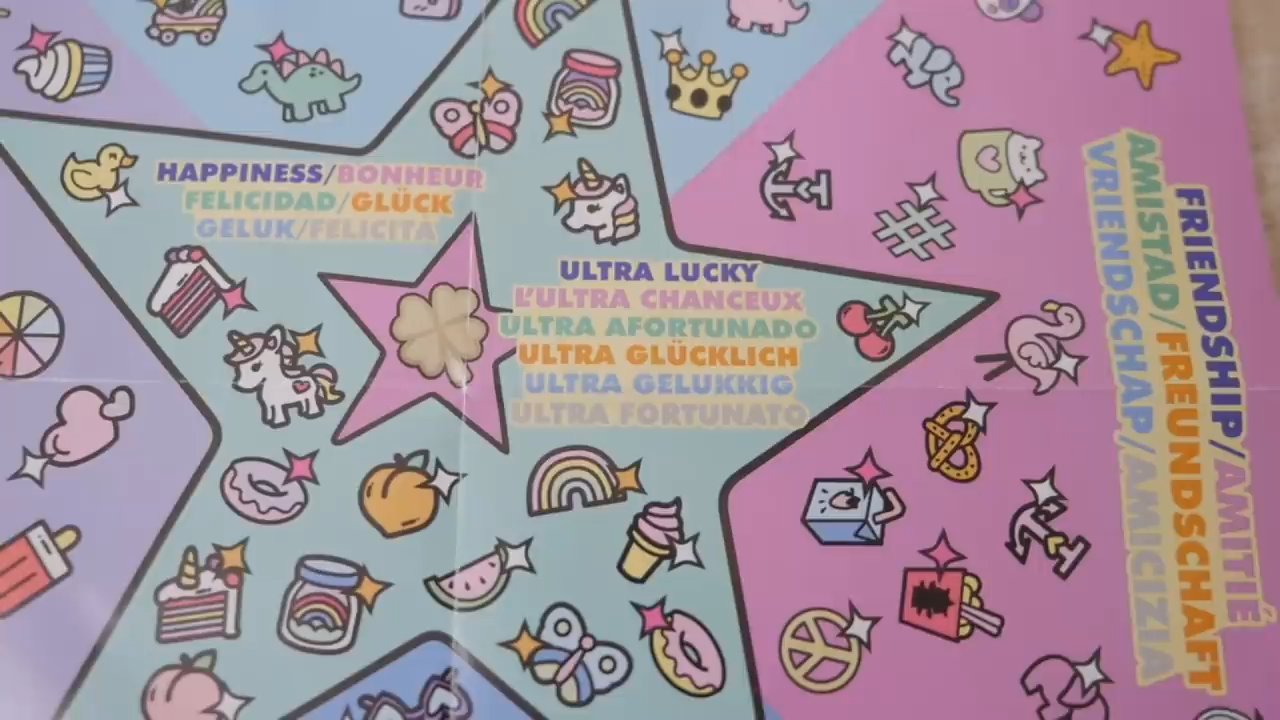 HAPPINESS/BONHEUR
FELICIDAD/GLÜCK
GELUK/FELICITA
ULTRA LUCKY
L'ULTRA CHANCEUX
ULTRA AFORTUNADO
ULTRA GLÜCKLICH
ULTRA GELUKKIG
ULTRA FORTUNATO
FRIENDSHIP/AMITIÉ
AMISTAD/FREUNDSCHAFT
VRIENDSCHAP/AMICIZIA